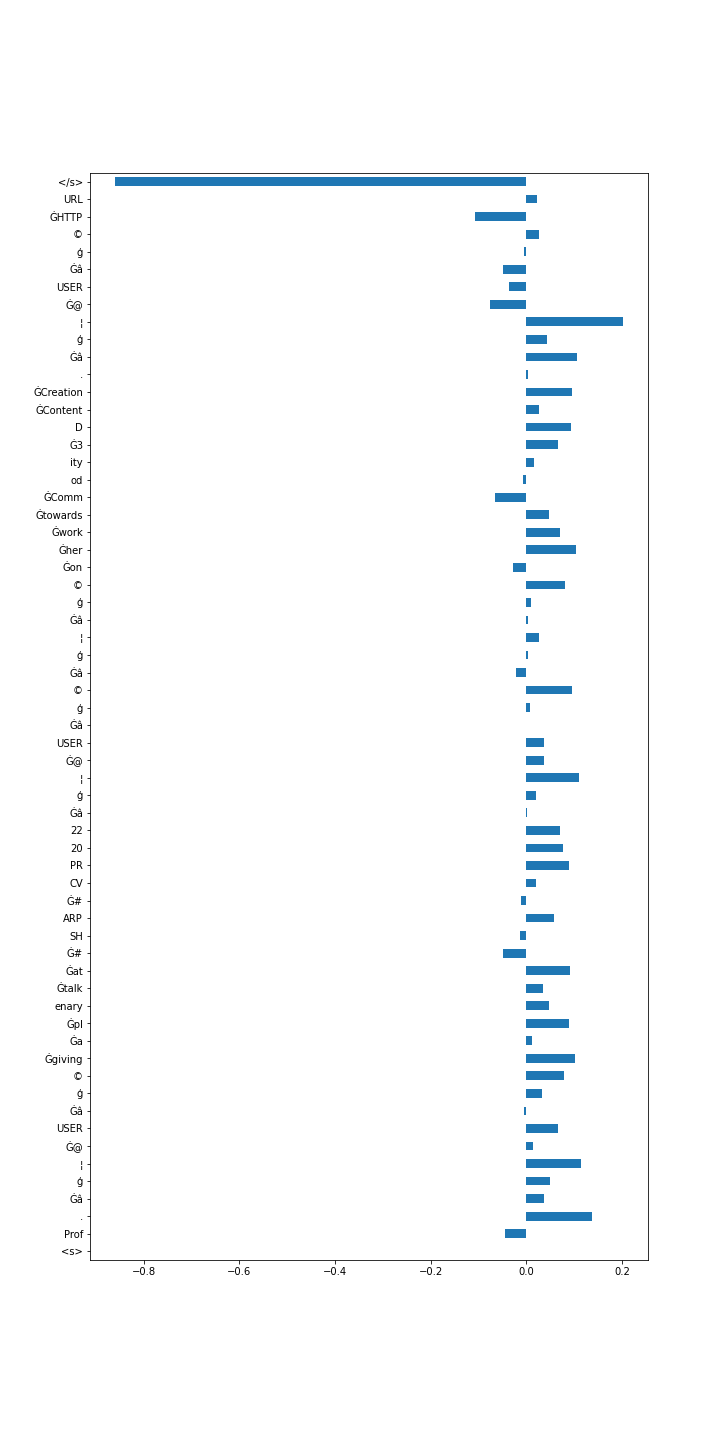 </s>
URL
ĠHTTP
©
ģ
Ġâ
USER
Ġ@
¦
ģ
Ġâ
.
ĠCreation
ĠContent
D
Ġ3
ity
od
ĠComm
Ġtowards
Ġwork
Ġher
Ġon
©
ģ
Ġâ
¦
ģ
Ġâ
©
ģ
Ġâ
USER
Ġ@
¦
ģ
Ġâ
22
20
PR
CV
Ġ#
ARP
SH
Ġ#
Ġat
Ġtalk
enary
Ġpl
Ġa
Ġgiving
©
ģ
Ġâ
USER
Ġ@
¦
ģ
Ġâ
.
Prof
<s>
−0.8 −0.6 −0.4 −0.2 0.0 0.2